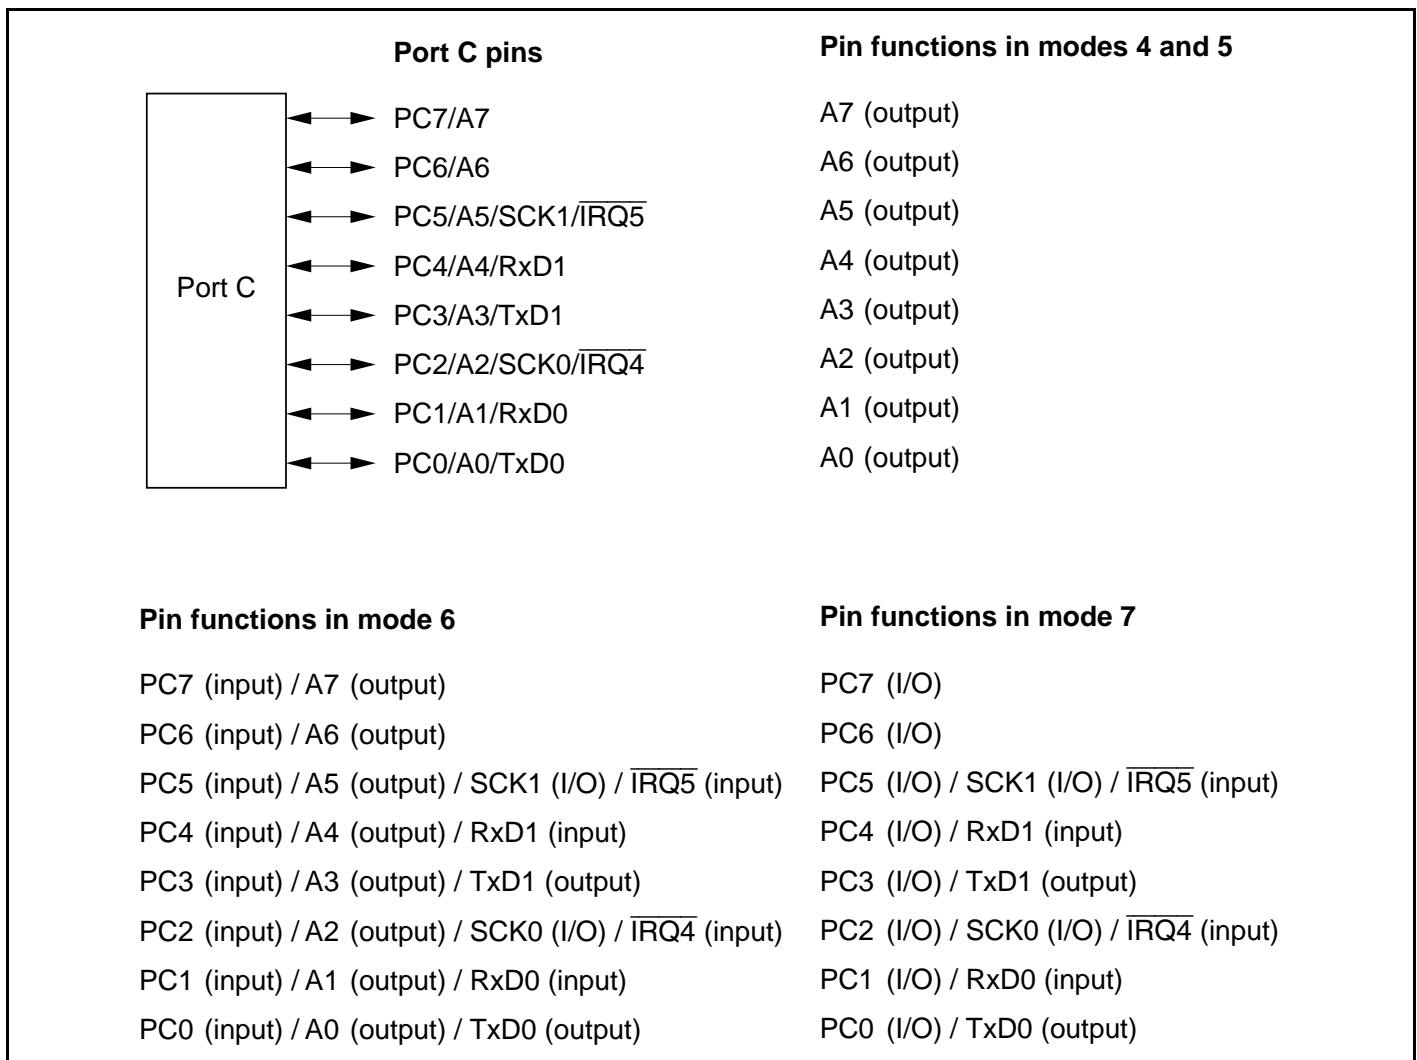 Port C pins
Pin functions in modes 4 and 5
Port C
PC7/A7
A7 (output)
PC6/A6
A6 (output)
PC5/A5/SCK1/I̅R̅Q̅5̅
A5 (output)
PC4/A4/RxD1
A4 (output)
PC3/A3/TxD1
A3 (output)
PC2/A2/SCK0/I̅R̅Q̅4̅
A2 (output)
PC1/A1/RxD0
A1 (output)
PC0/A0/TxD0
A0 (output)
Pin functions in mode 6
PC7 (input) / A7 (output)
PC6 (input) / A6 (output)
PC5 (input) / A5 (output) / SCK1 (I/O) / I̅R̅Q̅5̅ (input)
PC4 (input) / A4 (output) / RxD1 (input)
PC3 (input) / A3 (output) / TxD1 (output)
PC2 (input) / A2 (output) / SCK0 (I/O) / I̅R̅Q̅4̅ (input)
PC1 (input) / A1 (output) / RxD0 (input)
PC0 (input) / A0 (output) / TxD0 (output)
Pin functions in mode 7
PC7 (I/O)
PC6 (I/O)
PC5 (I/O) / SCK1 (I/O) / I̅R̅Q̅5̅ (input)
PC4 (I/O) / RxD1 (input)
PC3 (I/O) / TxD1 (output)
PC2 (I/O) / SCK0 (I/O) / I̅R̅Q̅4̅ (input)
PC1 (I/O) / RxD0 (input)
PC0 (I/O) / TxD0 (output)